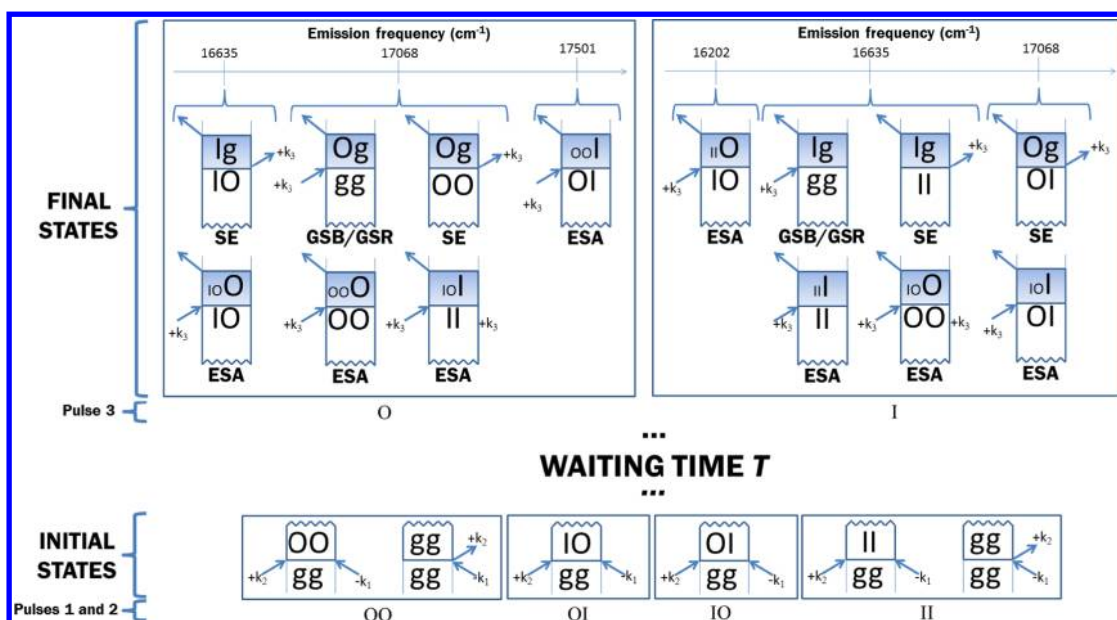 Emission frequency (cm-1)
16635 17068 17501
Ig Og Og OOI
IO +k3 gg +k3 OO +k3 OI +k3
SE GSB/GSR SE ESA
IOO OOO IOI
IO +k3 OO +k3 II +k3 +k3
ESA ESA ESA
Emission frequency (cm-1)
16202 16635 17068
IIO Ig Ig Og
IO +k3 gg +k3 II +k3 OI +k3
ESA GSB/GSR SE SE
III IOO IOI
II +k3 OO +k3 +k3 OI +k3
ESA ESA ESA
FINAL
STATES
Pulse 3 O I
...
WAITING TIME T
...
INITIAL
STATES
OO gg IO OI II gg
+k2 gg -k1 gg +k2 k1 +k2 gg -k1 +k2 gg -k1 +k2 gg -k1 gg +k2 k1
Pulses 1 and 2 OO OI IO II